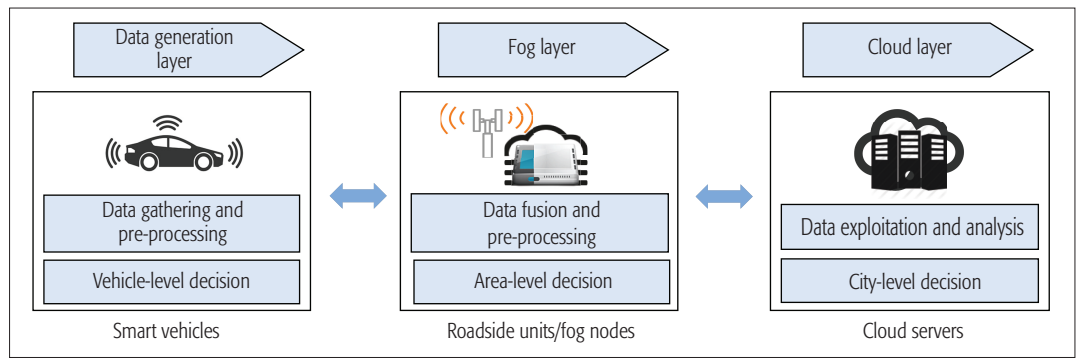 Data generation
layer
Fog layer
Cloud layer
Data gathering and
pre-processing
Vehicle-level decision
Smart vehicles
Data fusion and
pre-processing
Area-level decision
Roadside units/fog nodes
Data exploitation and analysis
City-level decision
Cloud servers